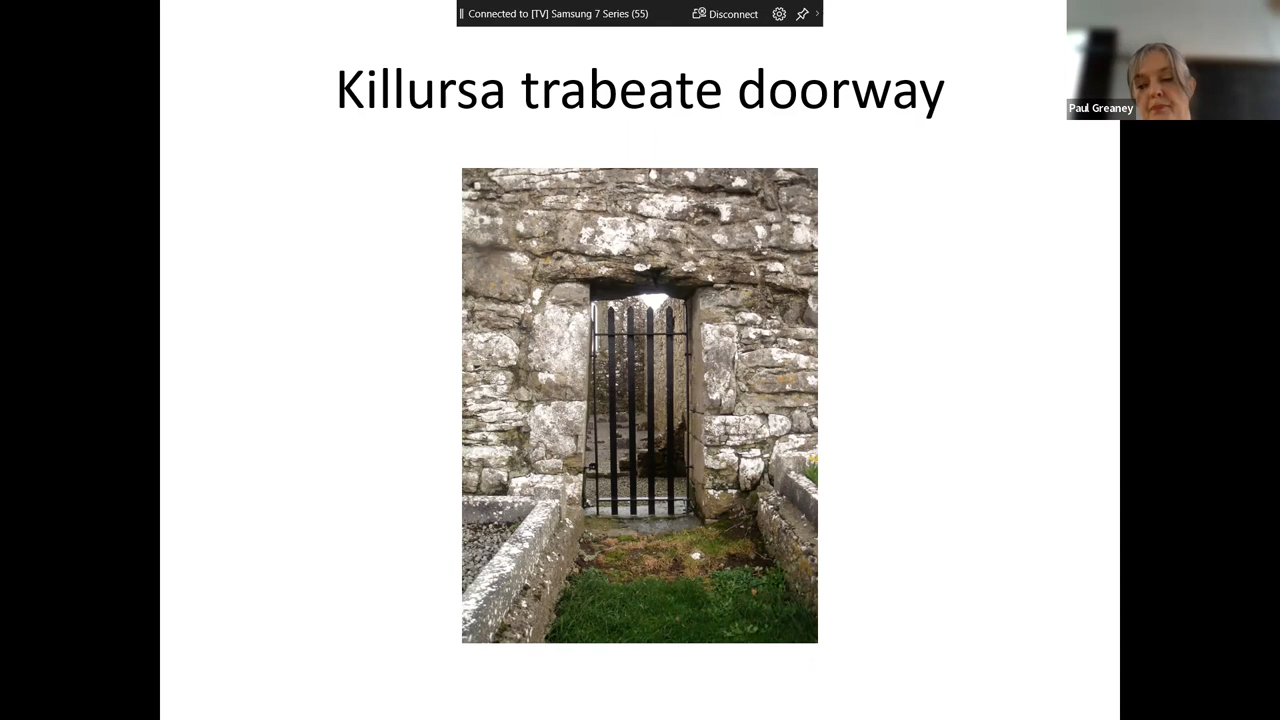 Connected to [TV] Samsung 7 Series (55)
Disconnect
Killursa trabeate doorway
Paul Greaney